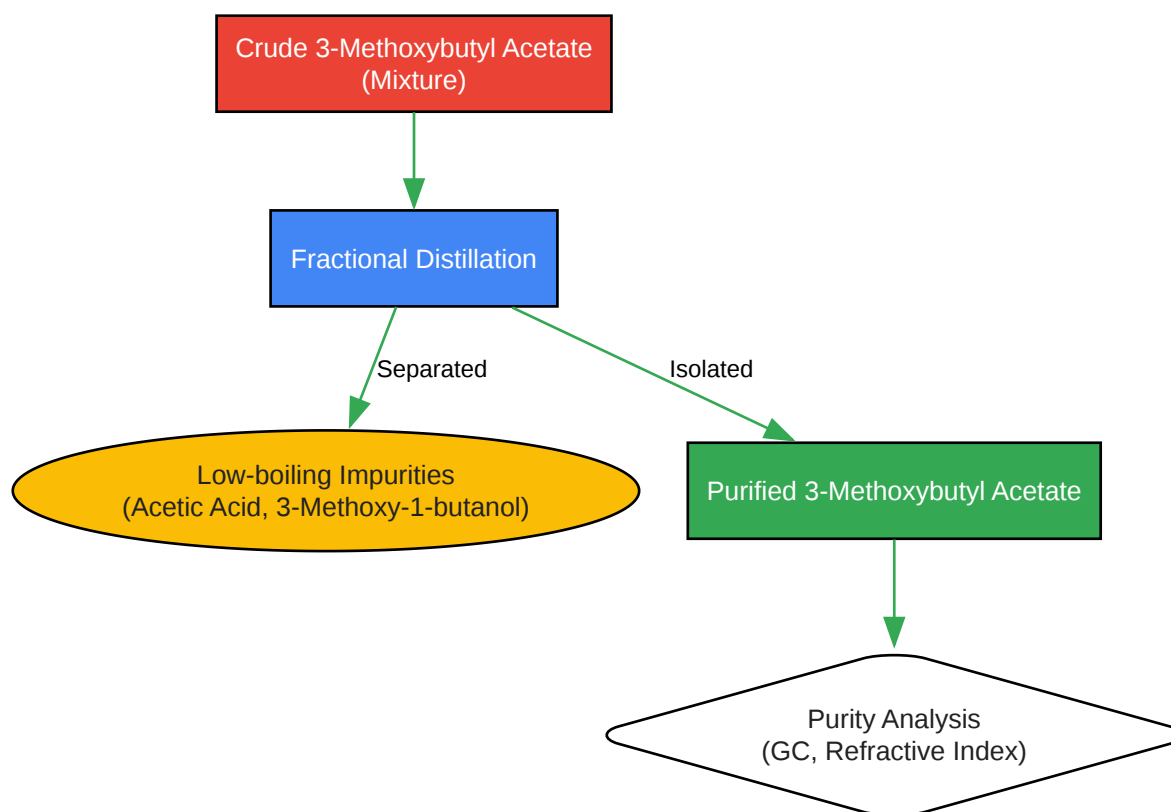 Crude 3-Methoxybutyl Acetate
(Mixture)
Fractional Distillation
Separated
Isolated
Low-boiling Impurities
(Acetic Acid, 3-Methoxy-1-butanol)
Purified 3-Methoxybutyl Acetate
Purity Analysis
(GC, Refractive Index)